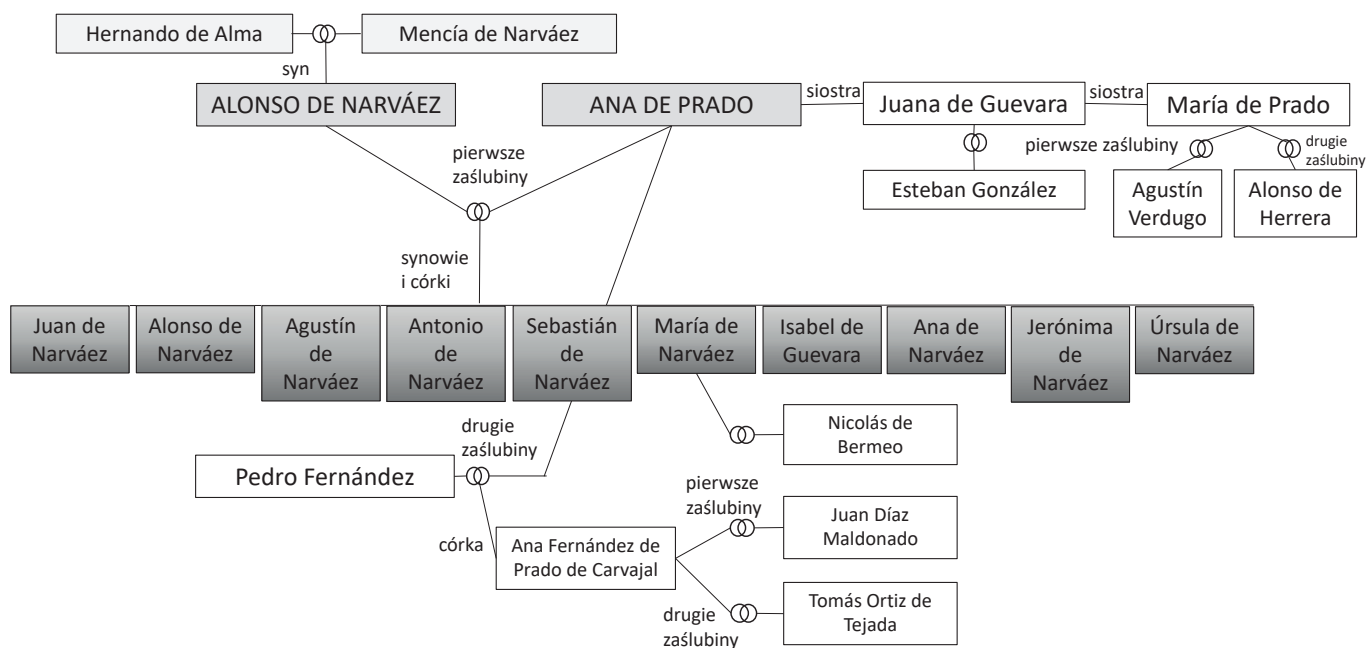 Hernando de Alma
Mencía de Narváez
syn
ALONSO DE NARVÁEZ
ANA DE PRADO
siostra
Juana de Guevara
siostra
María de Prado
pierwsze
zaślubiny
pierwsze zaślubiny
drugie
zaślubiny
Esteban González
Agustín
Verdugo
Alonso de
Herrera
synowie
i córki
Juan de
Narváez
Alonso de
Narváez
Agustín
de
Narváez
Antonio
de
Narváez
Sebastián
de
Narváez
María de
Narváez
Isabel de
Guevara
Ana de
Narváez
Jerónima
de
Narváez
Úrsula de
Narváez
drugie
zaślubiny
Pedro Fernández
Nicolás de
Bermeo
córka
Ana Fernández de
Prado de Carvajal
pierwsze
zaślubiny
Juan Díaz
Maldonado
drugie
zaślubiny
Tomás Ortiz de
Tejada